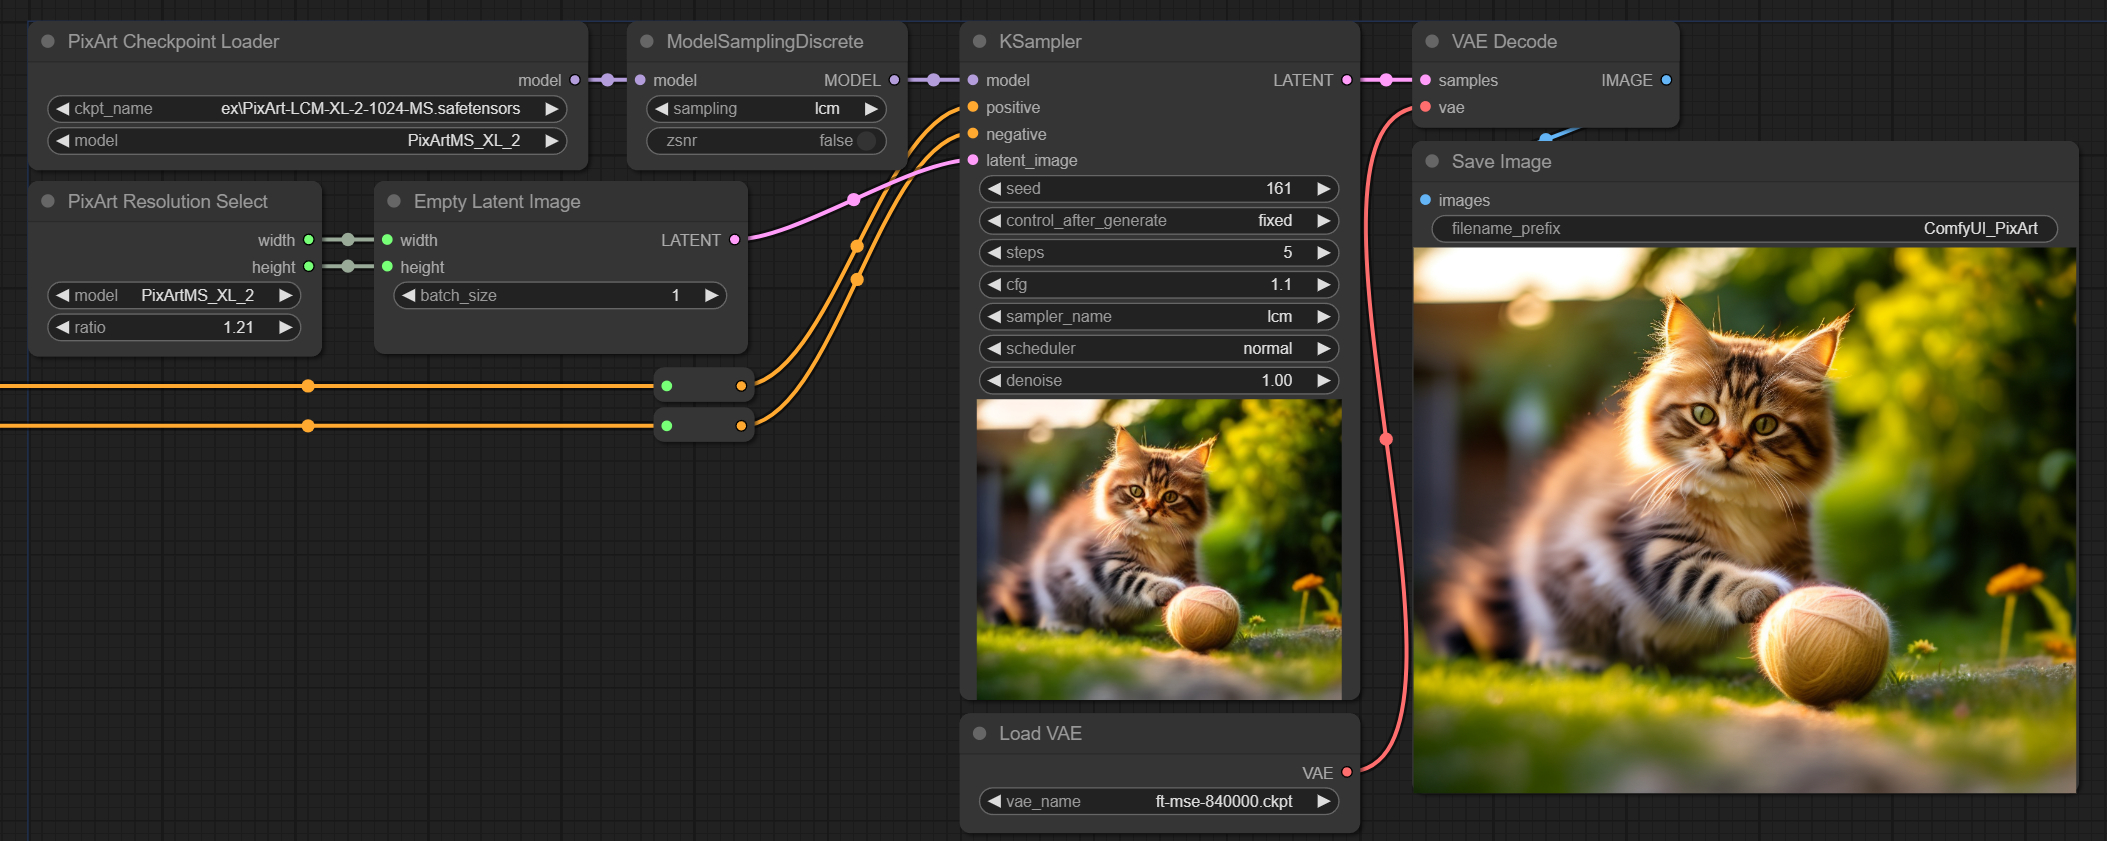 PixArt Checkpoint Loader
model
ckpt_name ex\PixArt-LCM-XL-2-1024-MS.safetensors
model PixArtMS_XL_2
ModelSamplingDiscrete
model MODEL
sampling lcm
zsnr false
PixArt Resolution Select
width
height
model PixArtMS_XL_2
ratio 1.21
Empty Latent Image
width LATENT
height
batch_size 1
KSampler
model LATENT
positive
negative
latent_image
seed 161
control_after_generate fixed
steps 5
cfg 1.1
sampler_name lcm
scheduler normal
denoise 1.00
Load VAE
VAE
vae_name ft-mse-840000.ckpt
VAE Decode
samples IMAGE
vae
Save Image
images
filename_prefix ComfyUI_PixArt